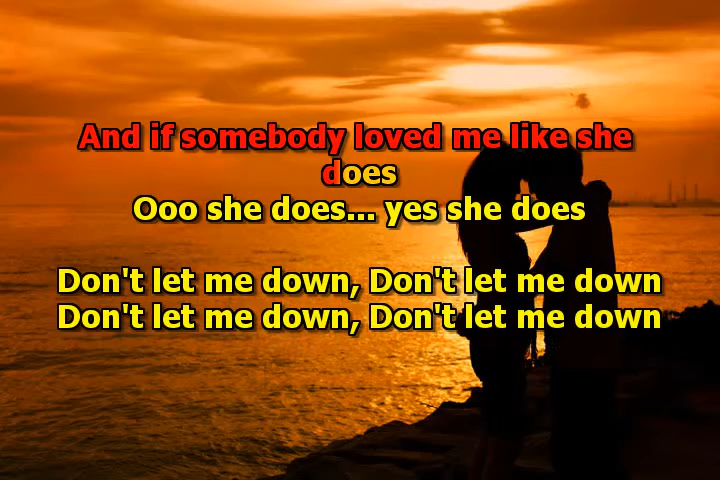 And if somebody loved me like she
does
Ooo she does... yes she does
Don't let me down, Don't let me down
Don't let me down, Don't let me down